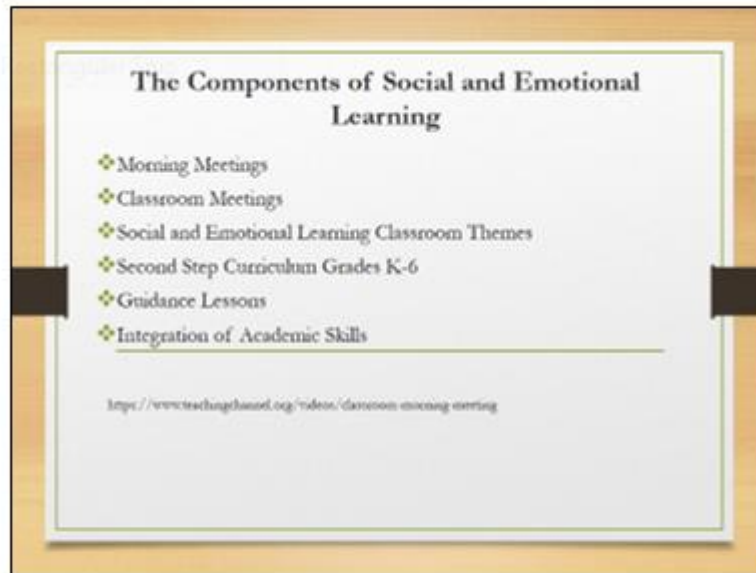 The Components of Social and Emotional
Learning
Morning Meetings
Classroom Meetings
Social and Emotional Learning Classroom Themes
Second Step Curriculum Grades K-6
Guidance Lessons
Integration of Academic Skills
https://www.teachingchannel.org/videos/classroom-morning-meeting